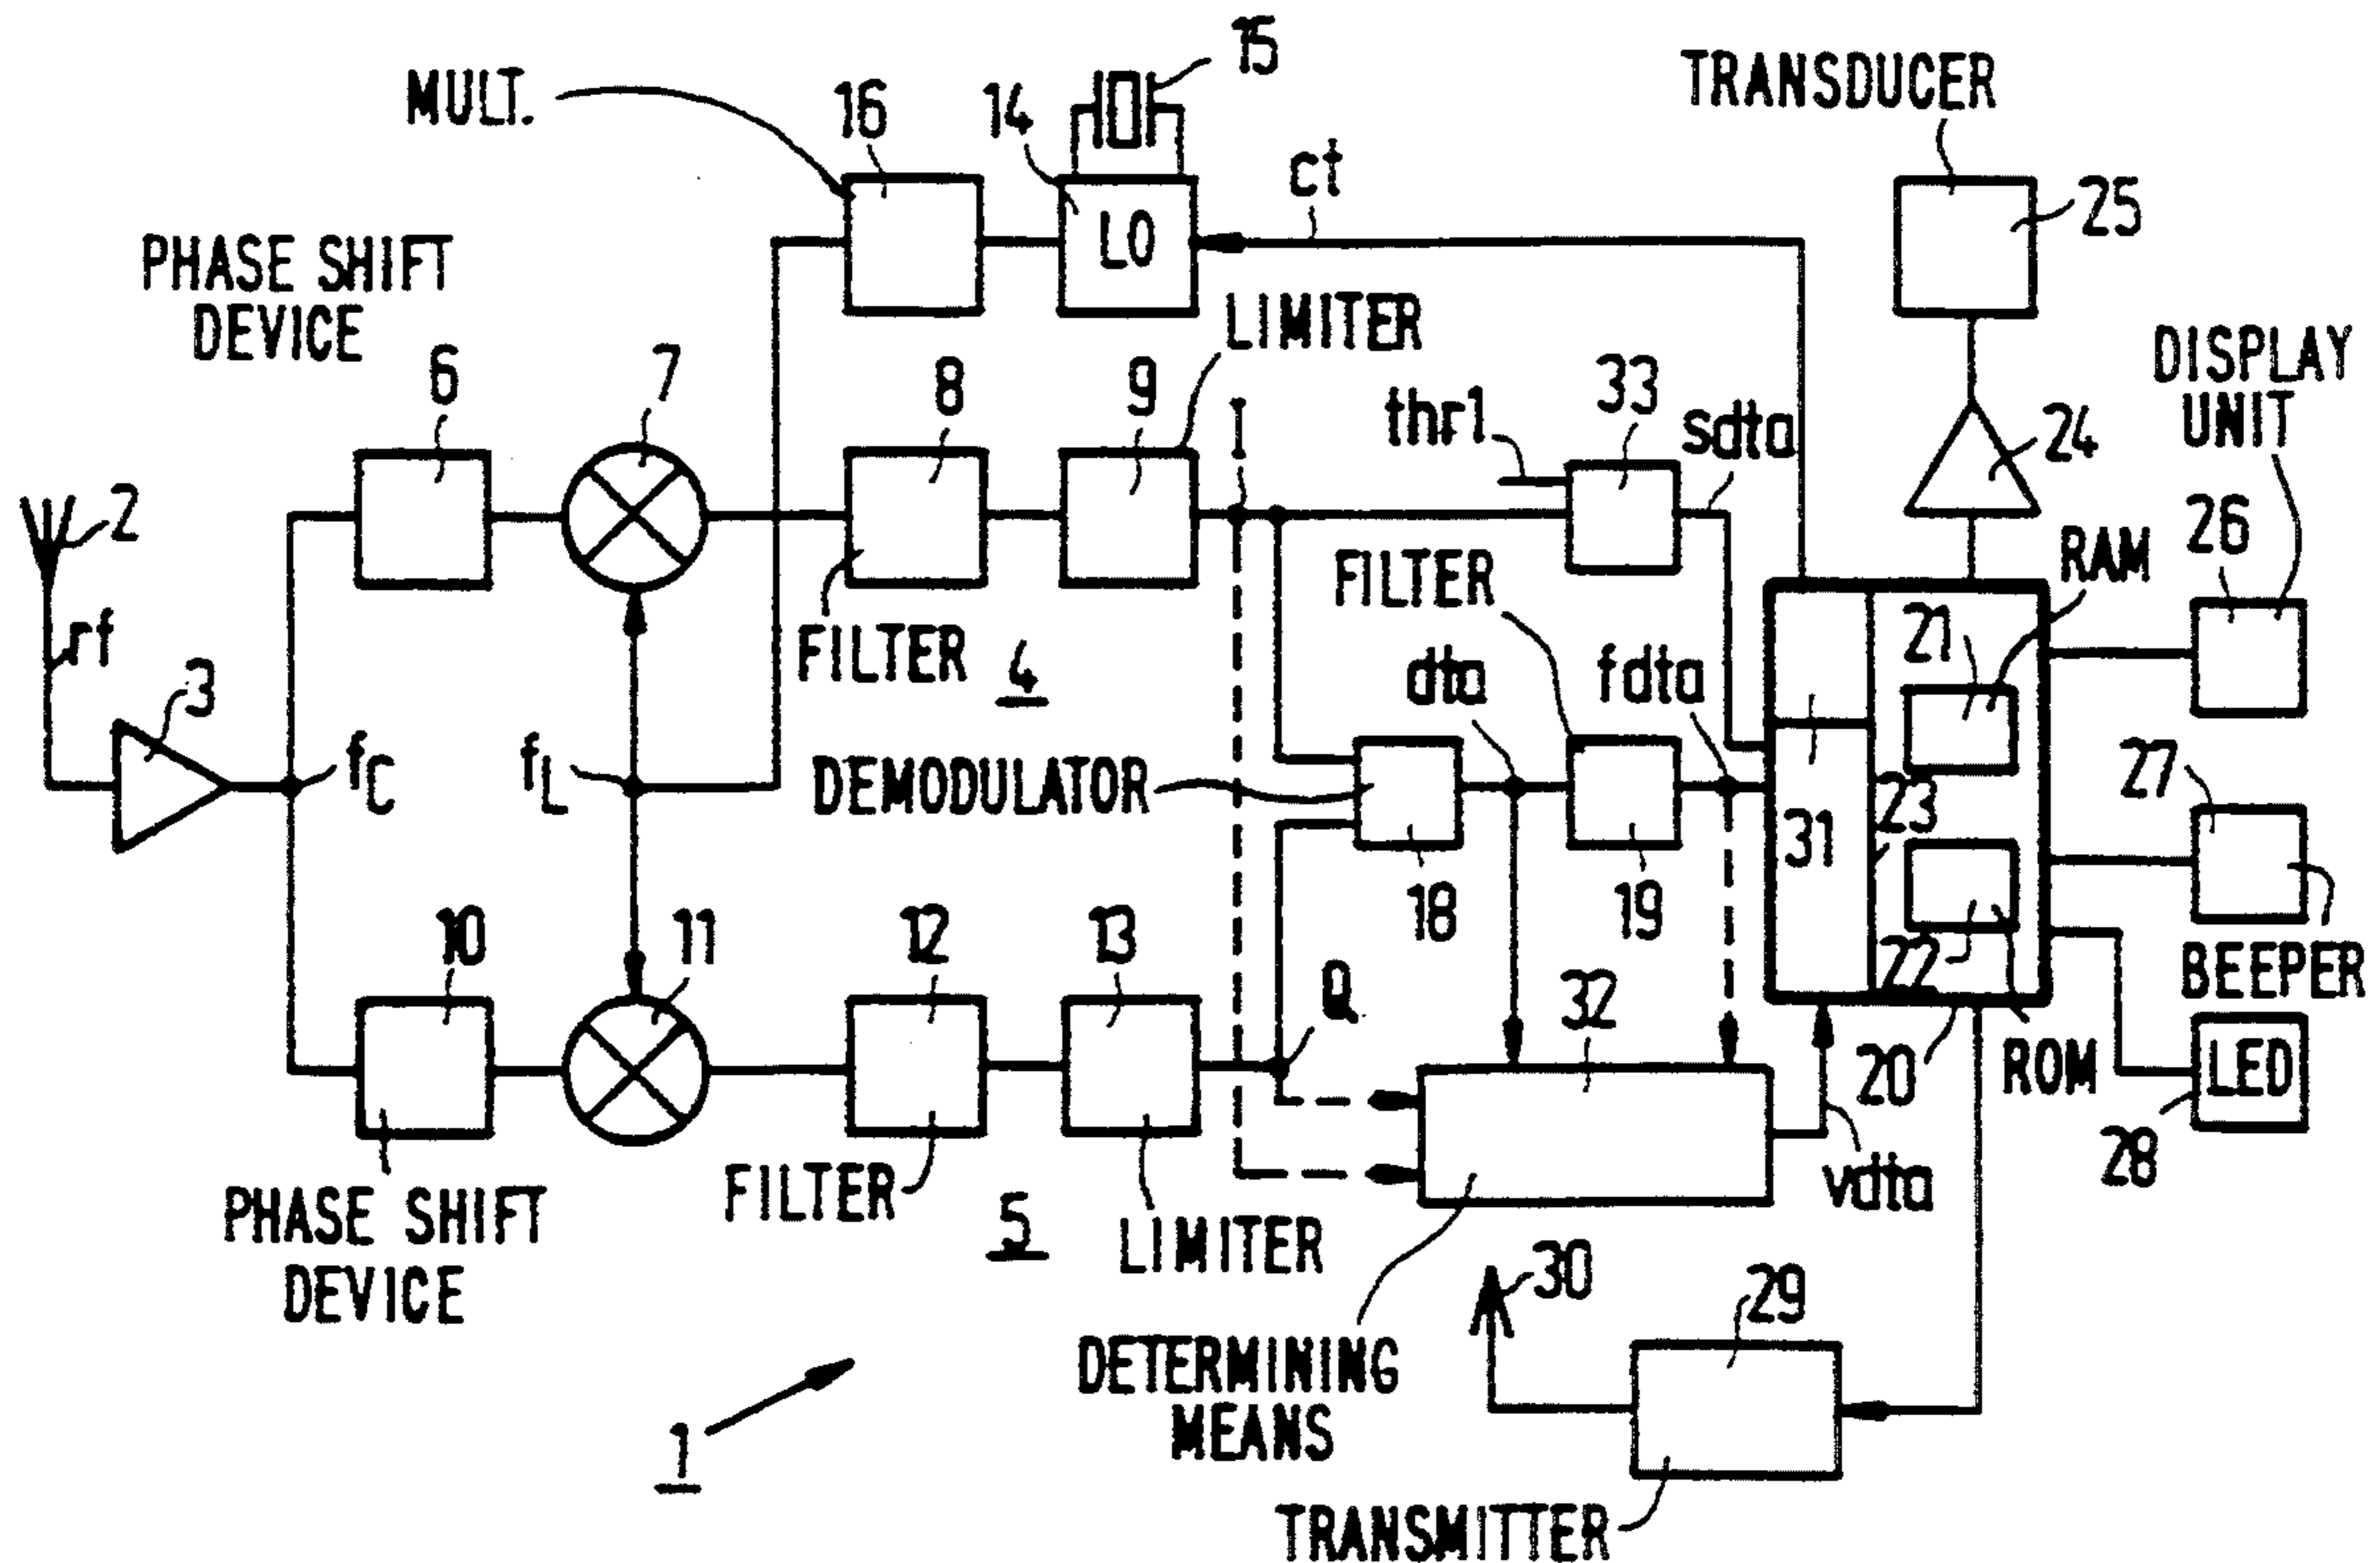 15
TRANSDUCER
MULT.
16
14
ct
25
LO
PHASE SHIFT
DEVICE
LIMITER
DISPLAY
UNIT
6
7
8
9
I
thr1
33
sdta
24
2
26
FILTER
RAM
rf
FILTER
4
21
3
dta
fdta
fC
fL
DEMODULATOR
27
31
23
18
19
10
11
12
13
22
BEEPER
Q
32
20
ROM
LED
28
vdta
PHASE SHIFT
DEVICE
FILTER
5
LIMITER
30
29
DETERMINING
MEANS
1
TRANSMITTER